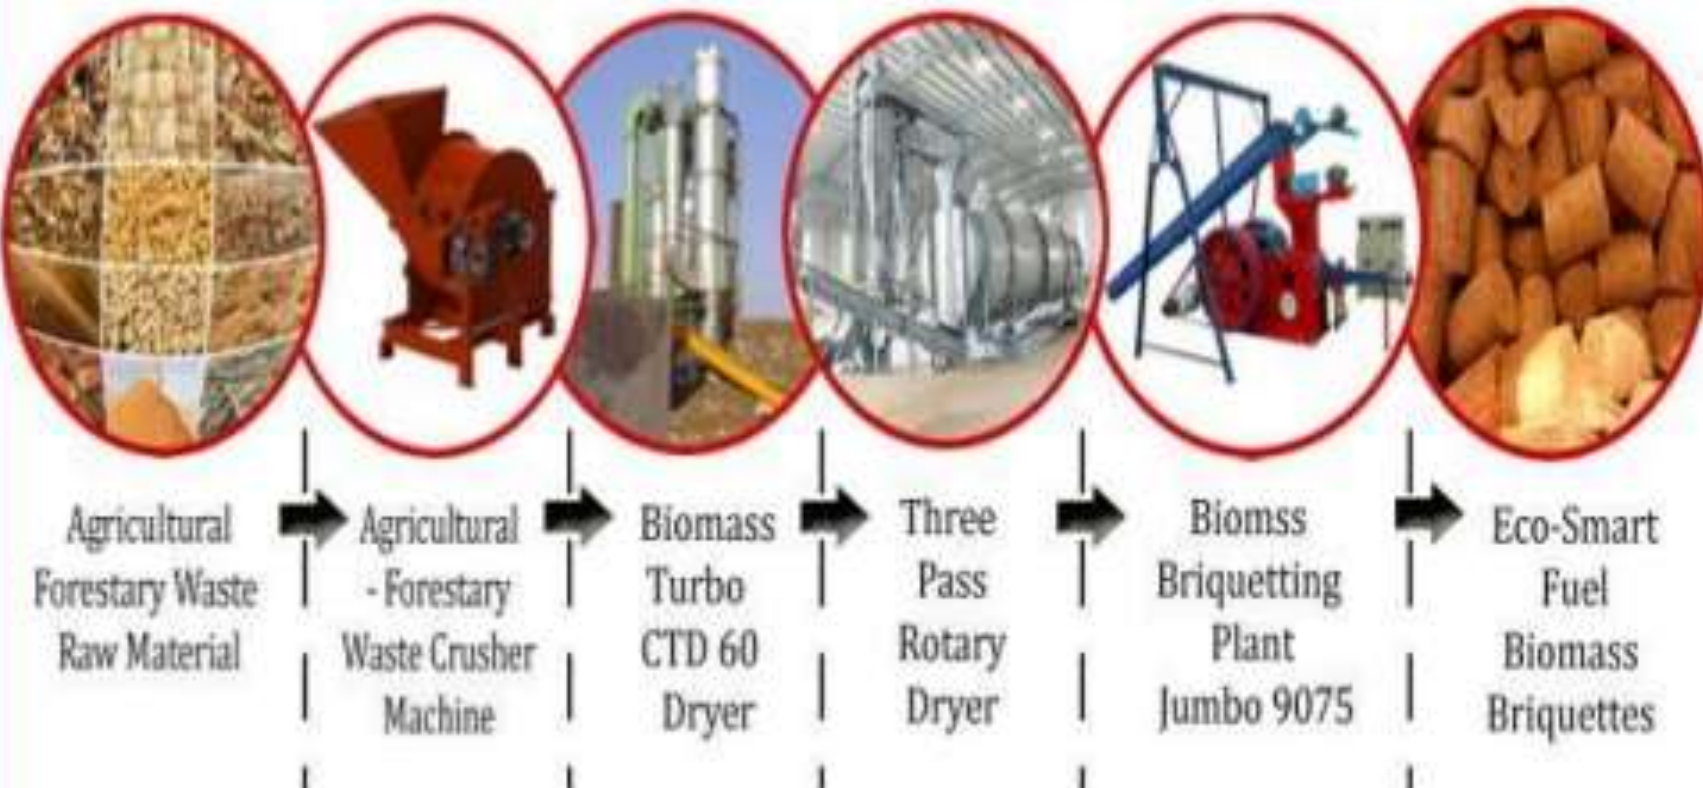 Agricultural
Forestary Waste
Raw Material
Agricultural
- Forestary
Waste Crusher
Machine
Biomass
Turbo
CTD 60
Dryer
Three
Pass
Rotary
Dryer
Biomss
Briquetting
Plant
Jumbo 9075
Eco-Smart
Fuel
Biomass
Briquettes